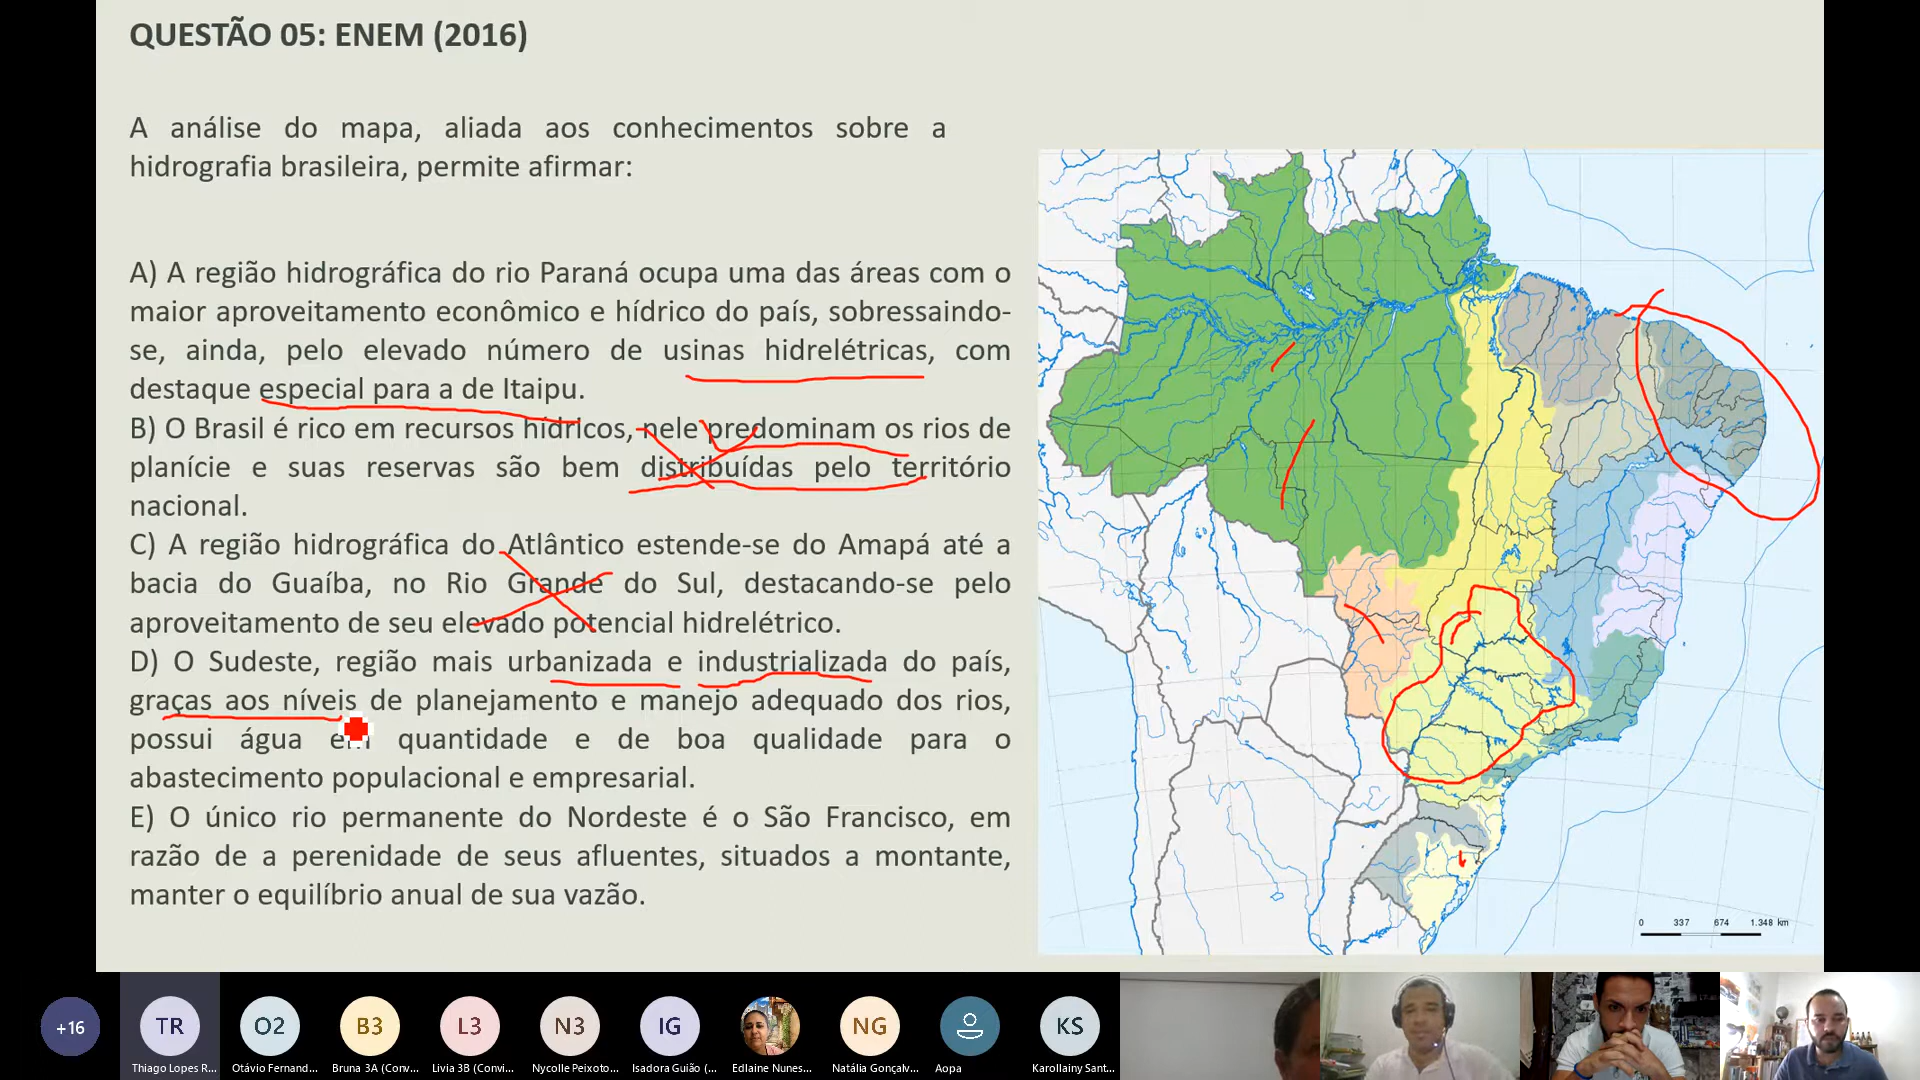 QUESTÃO 05: ENEM (2016)
A análise do mapa, aliada aos conhecimentos sobre a
hidrografia brasileira, permite afirmar:
A) A região hidrográfica do rio Paraná ocupa uma das áreas com o
maior aproveitamento econômico e hídrico do país, sobressaindo-
se, ainda, pelo elevado número de usinas hidrelétricas, com
destaque especial para a de Itaipu.
B) O Brasil é rico em recursos hídricos, nele predominam os rios de
planície e suas reservas são bem distribuídas pelo território
nacional.
C) A região hidrográfica do Atlântico estende-se do Amapá até a
bacia do Guaíba, no Rio Grande do Sul, destacando-se pelo
aproveitamento de seu elevado potencial hidrelétrico.
D) O Sudeste, região mais urbanizada e industrializada do país,
graças aos níveis de planejamento e manejo adequado dos rios,
possui água em quantidade e de boa qualidade para o
abastecimento populacional e empresarial.
E) O único rio permanente do Nordeste é o São Francisco, em
razão de a perenidade de seus afluentes, situados a montante,
manter o equilíbrio anual de sua vazão.
0 337 674 1.348 km
+16 TR O2 B3 L3 N3 IG NG KS
Thiago Lopes R... Otávio Fernand... Bruna 3A (Conv... Livia 3B (Convi... Nycolle Peixoto... Isadora Guião (... Edlaine Nunes... Natália Gonçalv... Aopa Karollainy Sant...